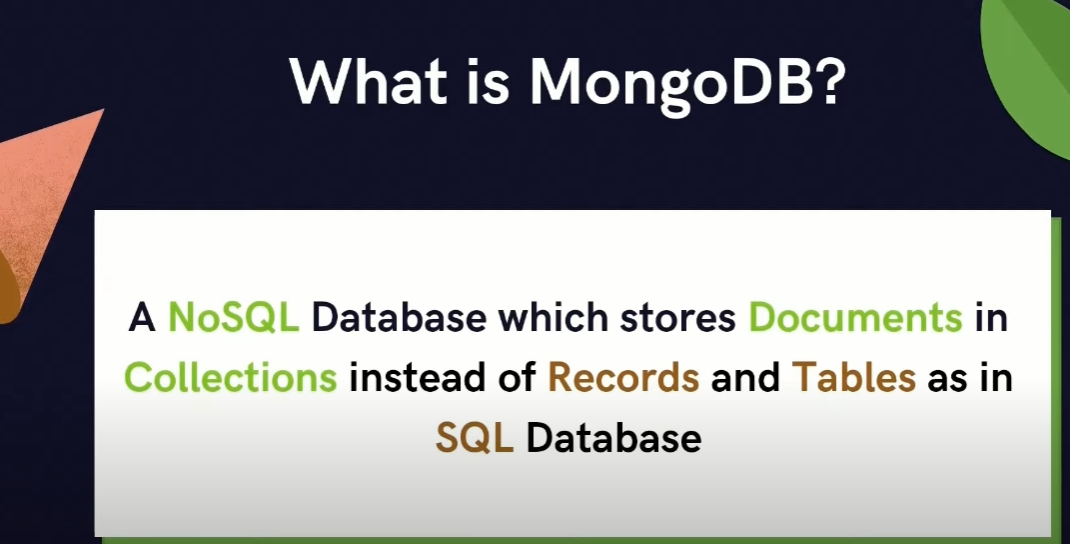 What is MongoDB?
A NoSQL Database which stores Documents in
Collections instead of Records and Tables as in
SQL Database